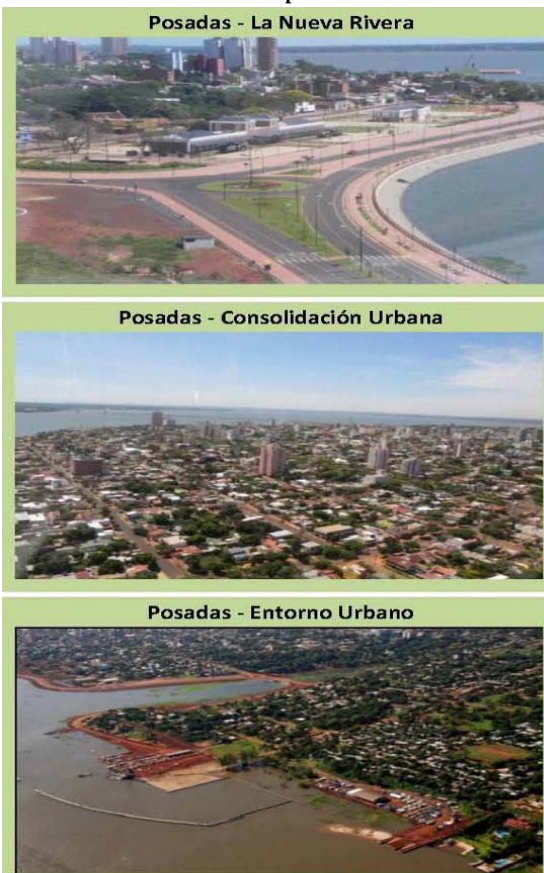 Posadas - La Nueva Rivera
Posadas - Consolidación Urbana
Posadas - Entorno Urbano